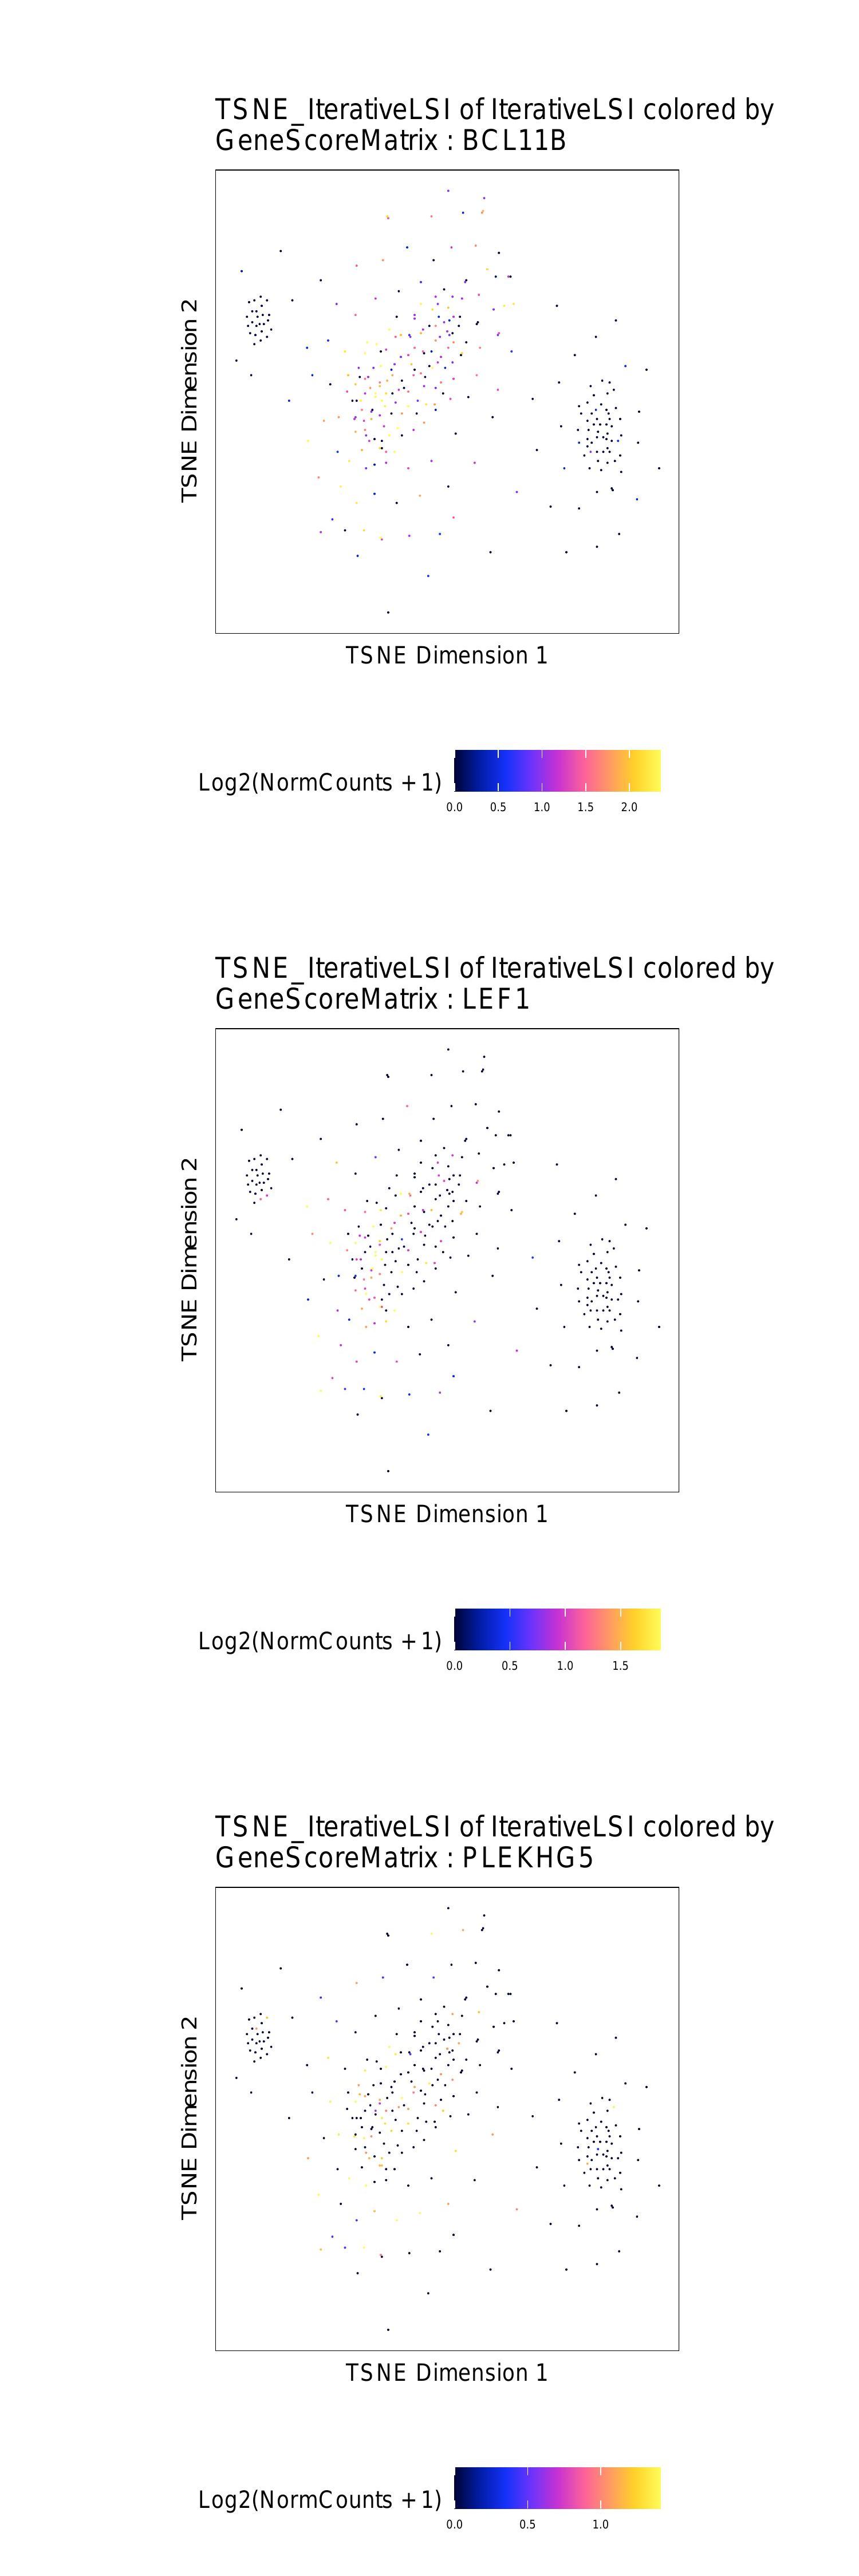 TSNE_IterativeLSI of IterativeLSI colored by
GeneScoreMatrix : BCL11B
TSNE Dimension 2
TSNE Dimension 1
Log2(NormCounts + 1)
0.0 0.5 1.0 1.5 2.0
TSNE_IterativeLSI of IterativeLSI colored by
GeneScoreMatrix : LEF1
TSNE Dimension 2
TSNE Dimension 1
Log2(NormCounts + 1)
0.0 0.5 1.0 1.5
TSNE_IterativeLSI of IterativeLSI colored by
GeneScoreMatrix : PLEKHG5
TSNE Dimension 2
TSNE Dimension 1
Log2(NormCounts + 1)
0.0 0.5 1.0